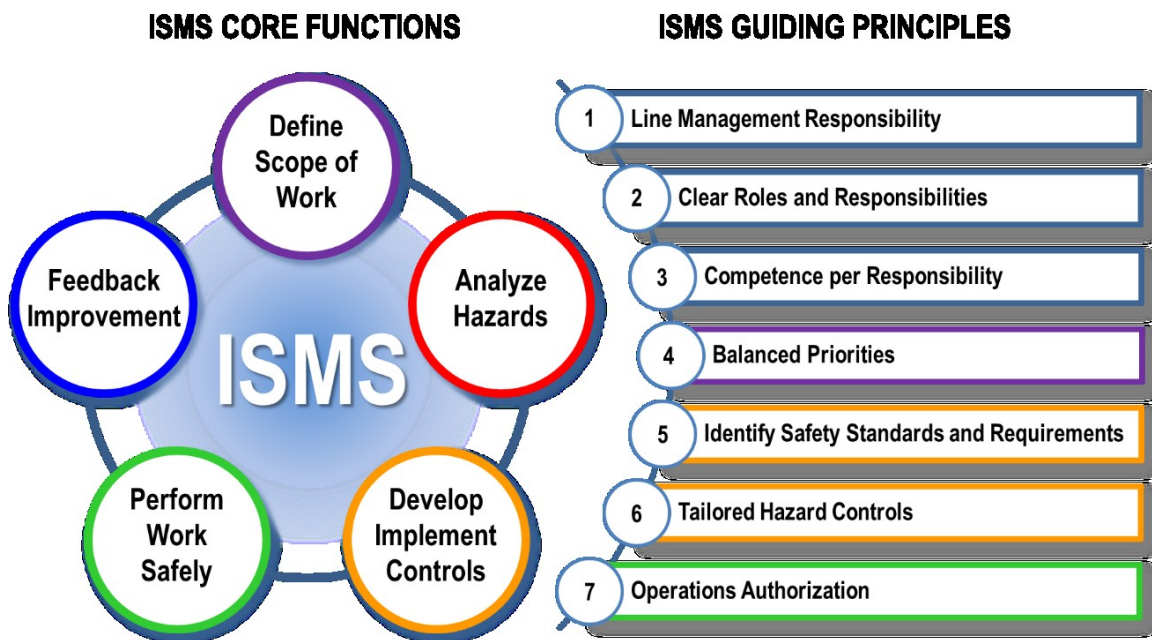 ISMS CORE FUNCTIONS
Define
Scope of
Work
Analyze
Hazards
Develop
Implement
Controls
Perform
Work
Safely
Feedback
Improvement
ISMS
ISMS GUIDING PRINCIPLES
1 Line Management Responsibility
2 Clear Roles and Responsibilities
3 Competence per Responsibility
4 Balanced Priorities
5 Identify Safety Standards and Requirements
6 Tailored Hazard Controls
7 Operations Authorization